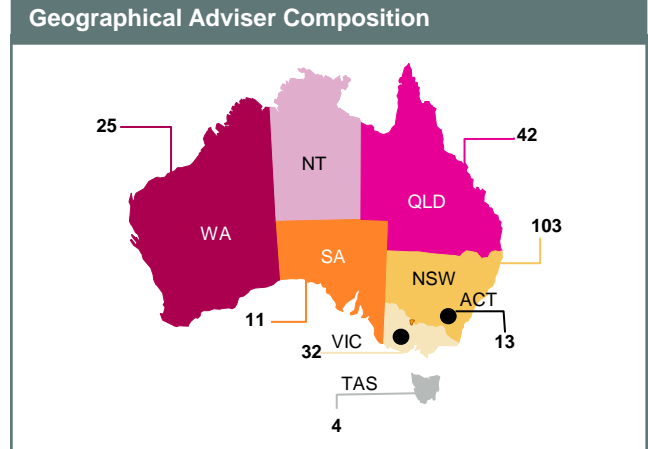 Geographical Adviser Composition
25
42
NT
QLD
WA
103
SA
NSW
ACT
11
13
32
VIC
TAS
4